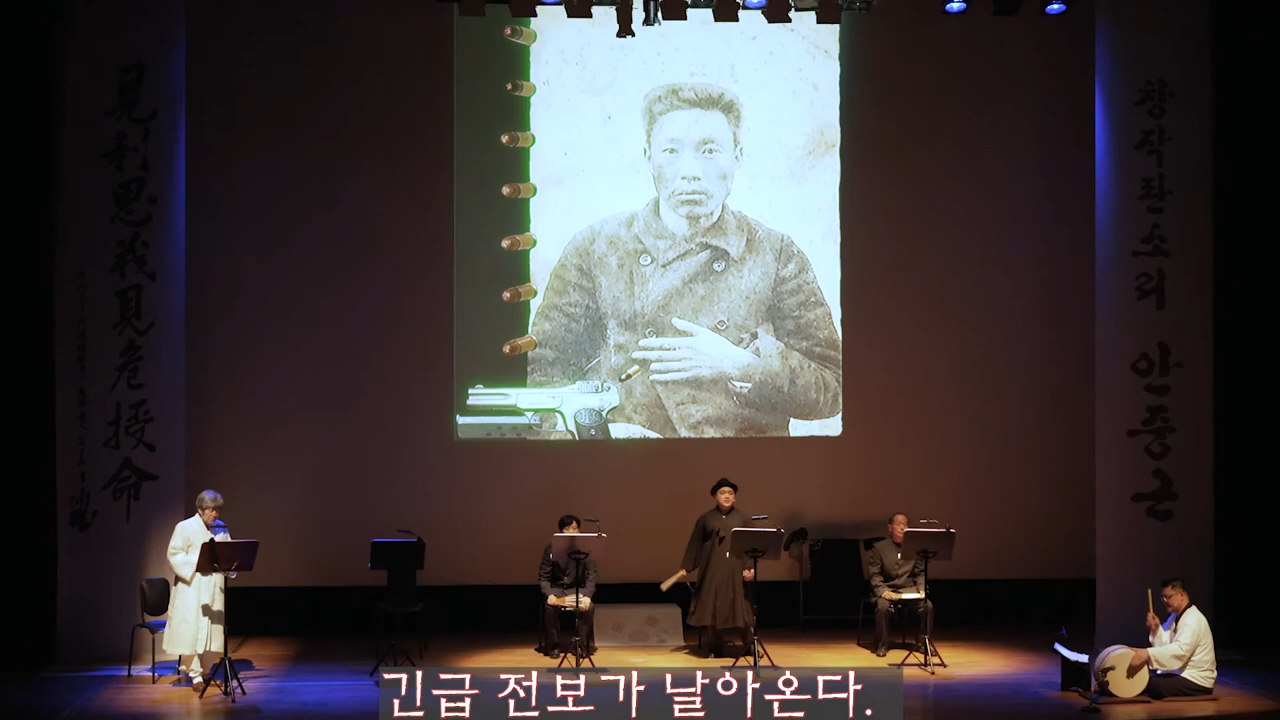 見利思義見危授命
창작판소리 안중근
긴급 전보가 날아온다.